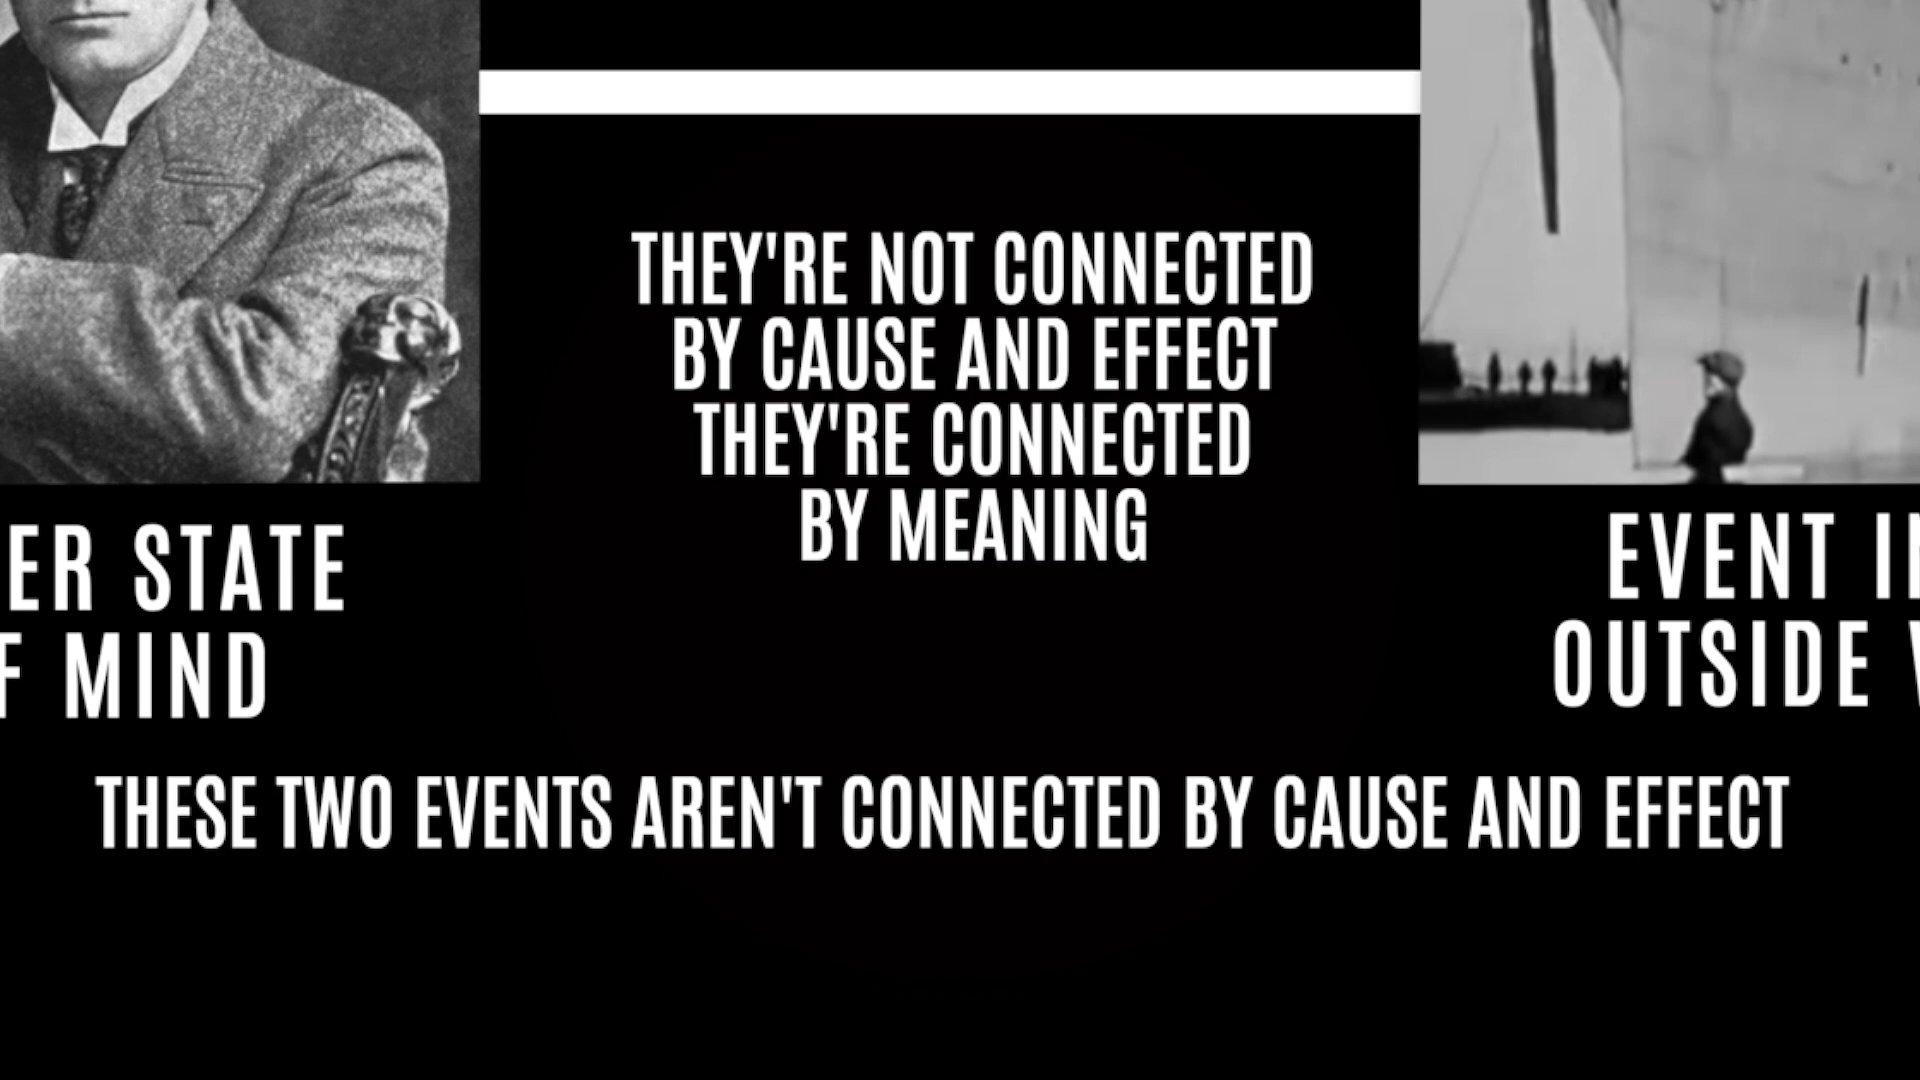 THEY'RE NOT CONNECTED
BY CAUSE AND EFFECT
THEY'RE CONNECTED
BY MEANING
ER STATE
F MIND
EVENT IN
OUTSIDE
THESE TWO EVENTS AREN'T CONNECTED BY CAUSE AND EFFECT